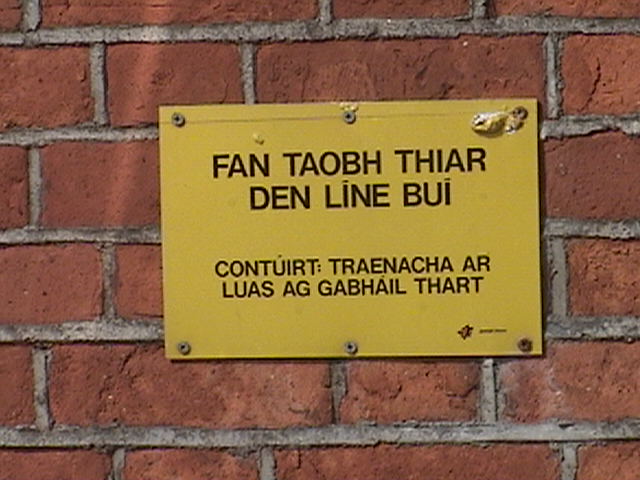 FAN TAOBH THIAR
DEN LÍNE BUÍ
CONTÚIRT: TRAENACHA AR
LUAS AG GABHÁIL THART